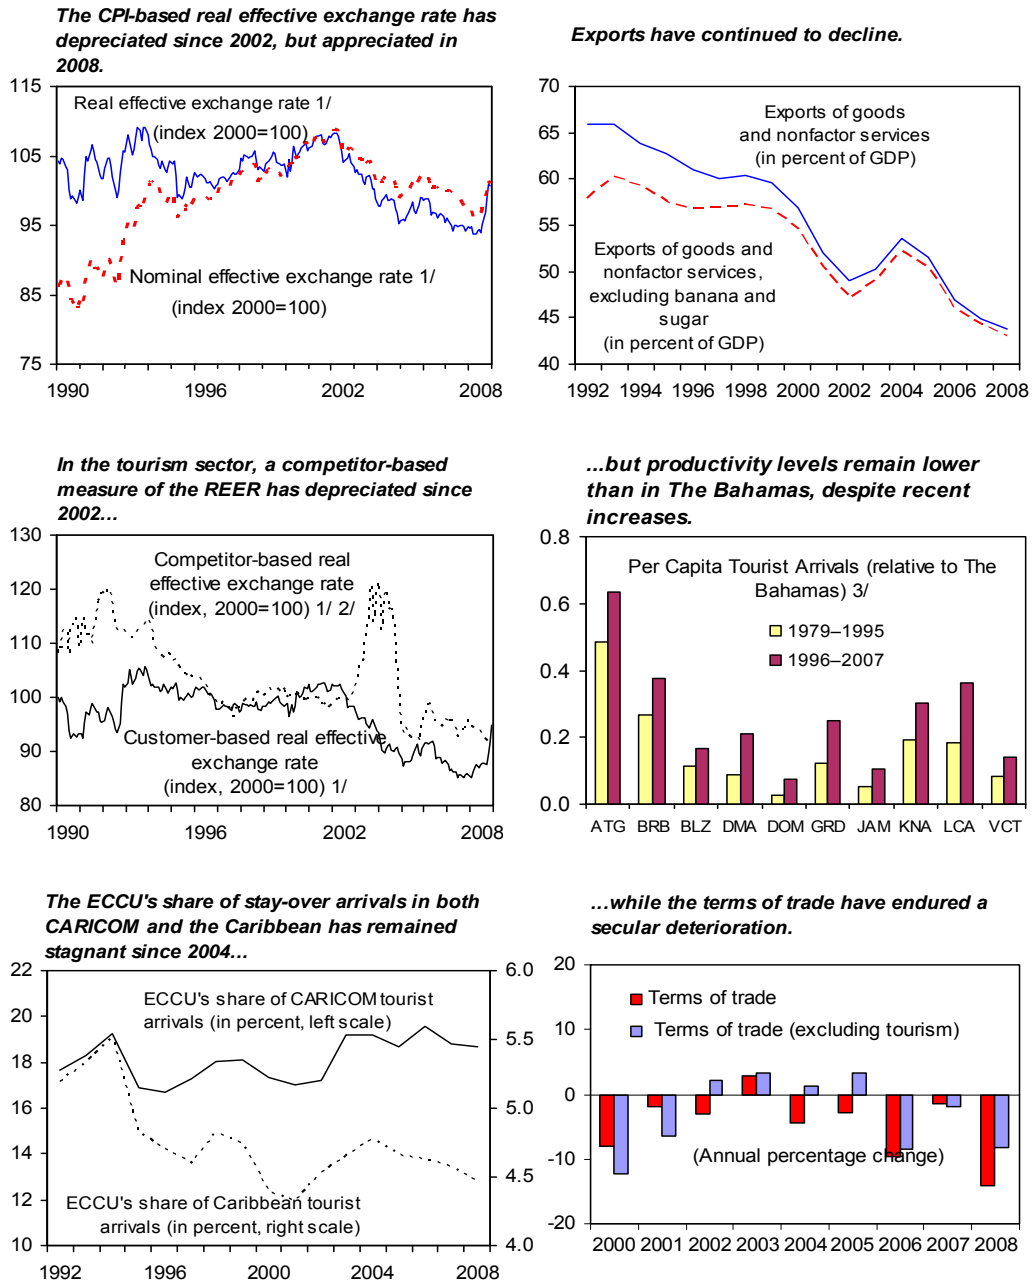 The CPI-based real effective exchange rate has
depreciated since 2002, but appreciated in
2008.
115
105
95
85
75
Real effective exchange rate 1/
(index 2000=100)
Nominal effective exchange rate 1/
(index 2000=100)
1990
1996
2002
2008
Exports have continued to decline.
70
65
60
55
50
45
40
Exports of goods
and nonfactor services
(in percent of GDP)
Exports of goods and
nonfactor services,
excluding banana and
sugar
(in percent of GDP)
1992 1994 1996 1998 2000 2002 2004 2006 2008
In the tourism sector, a competitor-based
measure of the REER has depreciated since
2002...
130
120
110
100
90
80
Competitor-based real
effective exchange rate
(index, 2000=100) 1/ 2/
Customer-based real effective
exchange rate
(index, 2000=100) 1/
1990
1996
2002
2008
...but productivity levels remain lower
than in The Bahamas, despite recent
increases.
0.8
0.6
0.4
0.2
0.0
Per Capita Tourist Arrivals (relative to The
Bahamas) 3/
1979–1995
1996–2007
ATG BRB BLZ DMA DOM GRD JAM KNA LCA VCT
The ECCU's share of stay-over arrivals in both
CARICOM and the Caribbean has remained
stagnant since 2004...
22
20
18
16
14
12
10
6.0
5.5
5.0
4.5
4.0
ECCU's share of CARICOM tourist
arrivals (in percent, left scale)
ECCU's share of Caribbean tourist
arrivals (in percent, right scale)
1992
1996
2000
2004
2008
...while the terms of trade have endured a
secular deterioration.
20
10
0
-10
-20
Terms of trade
Terms of trade (excluding tourism)
(Annual percentage change)
2000 2001 2002 2003 2004 2005 2006 2007 2008